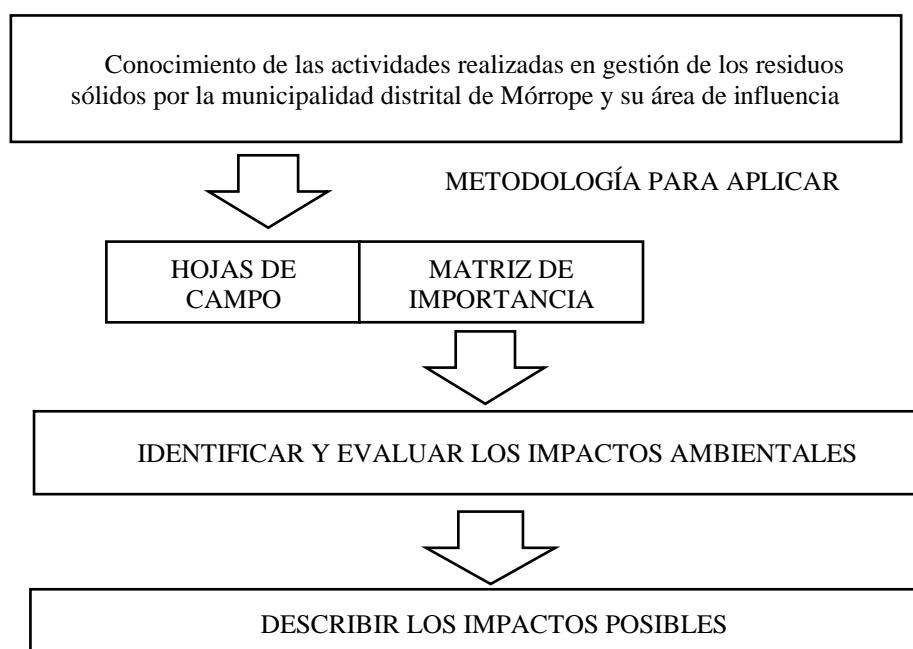 Conocimiento de las actividades realizadas en gestión de los residuos
sólidos por la municipalidad distrital de Mórrope y su área de influencia
METODOLOGÍA PARA APLICAR
HOJAS DE
CAMPO
MATRIZ DE
IMPORTANCIA
IDENTIFICAR Y EVALUAR LOS IMPACTOS AMBIENTALES
DESCRIBIR LOS IMPACTOS POSIBLES